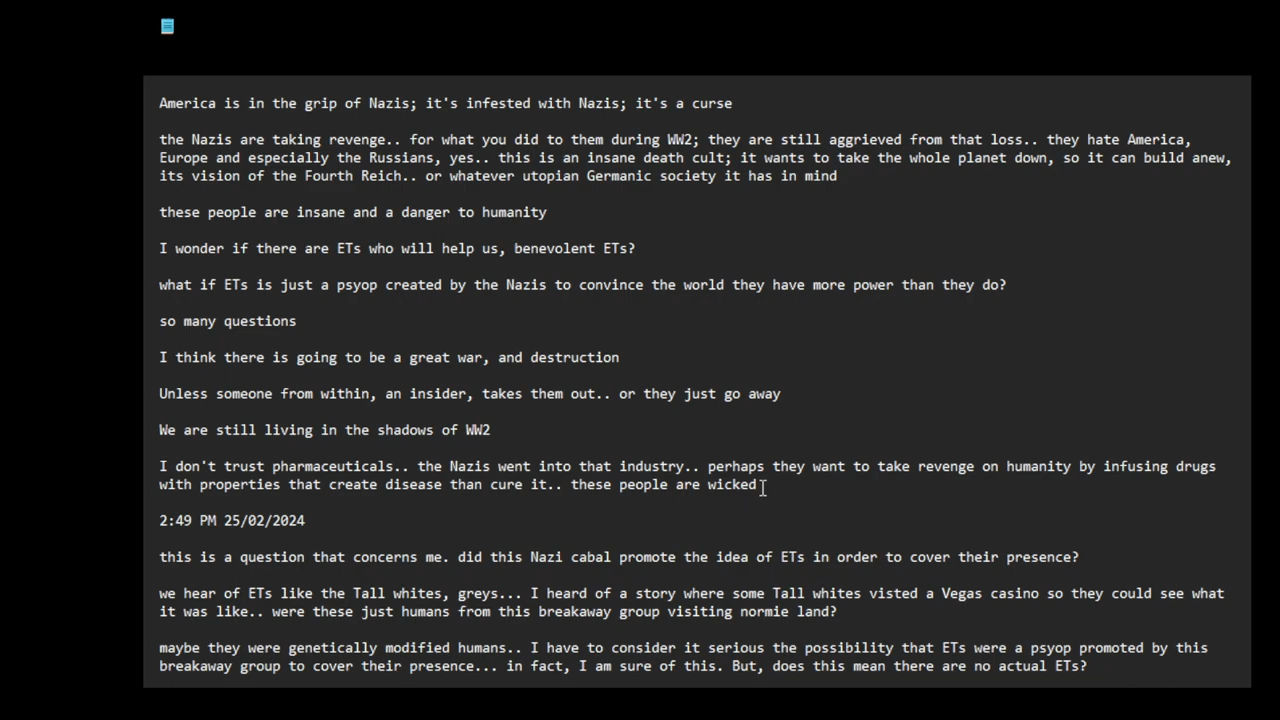 America is in the grip of Nazis; it's infested with Nazis; it's a curse
the Nazis are taking revenge.. for what you did to them during WW2; they are still aggrieved from that loss.. they hate America,
Europe and especially the Russians, yes.. this is an insane death cult; it wants to take the whole planet down, so it can build anew,
its vision of the Fourth Reich.. or whatever utopian Germanic society it has in mind
these people are insane and a danger to humanity
I wonder if there are ETs who will help us, benevolent ETs?
what if ETs is just a psyop created by the Nazis to convince the world they have more power than they do?
so many questions
I think there is going to be a great war, and destruction
Unless someone from within, an insider, takes them out.. or they just go away
We are still living in the shadows of WW2
I don't trust pharmaceuticals.. the Nazis went into that industry.. perhaps they want to take revenge on humanity by infusing drugs
with properties that create disease than cure it.. these people are wicked
2:49 PM 25/02/2024
this is a question that concerns me. did this Nazi cabal promote the idea of ETs in order to cover their presence?
we hear of ETs like the Tall whites, greys... I heard of a story where some Tall whites visted a Vegas casino so they could see what
it was like.. were these just humans from this breakaway group visiting normie land?
maybe they were genetically modified humans.. I have to consider it serious the possibility that ETs were a psyop promoted by this
breakaway group to cover their presence... in fact, I am sure of this. But, does this mean there are no actual ETs?